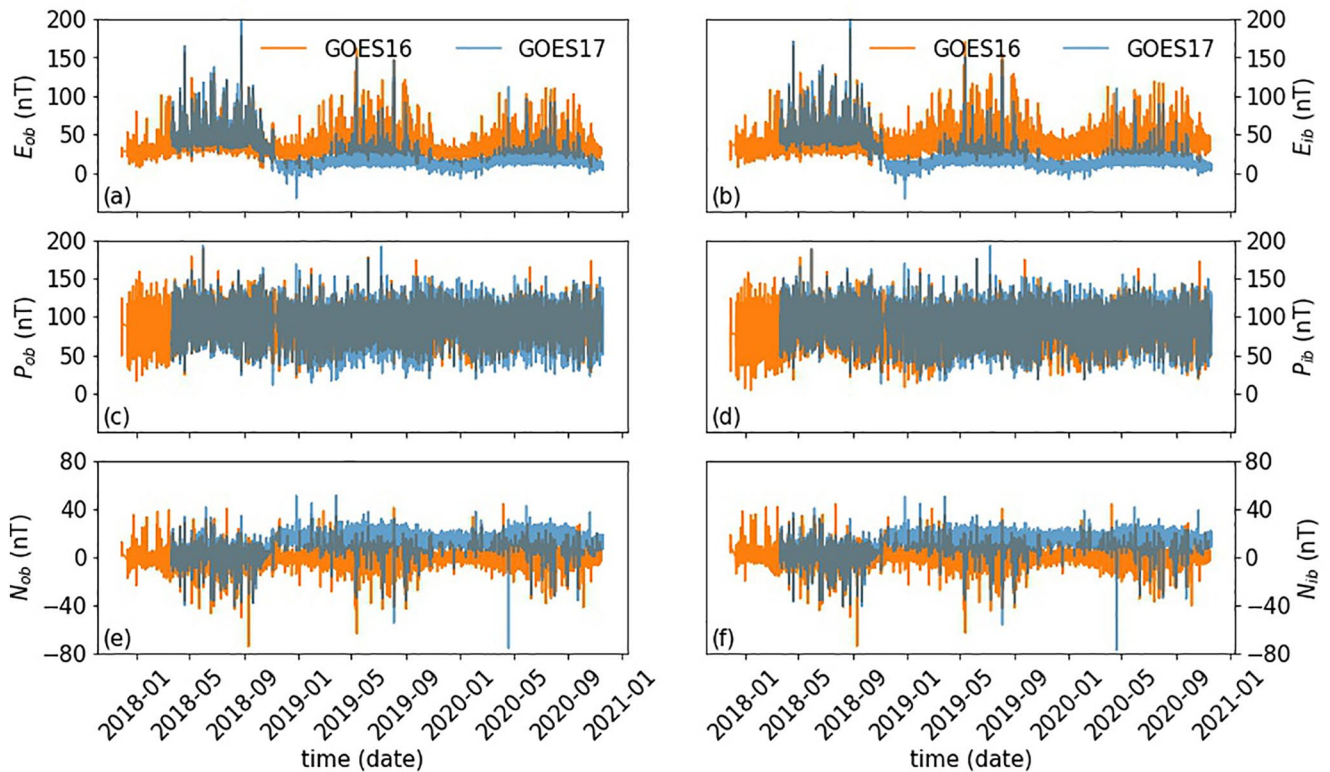 200
150
100
50
0
E_ob (nT)
GOES16
GOES17
(a)
GOES16
GOES17
(b)
200
150
100
50
0
E_ib (nT)
200
150
100
50
0
P_ob (nT)
(c)
(d)
200
150
100
50
0
P_ib (nT)
80
40
0
−40
−80
N_ob (nT)
(e)
(f)
80
40
0
−40
−80
N_ib (nT)
2018-01
2018-05
2018-09
2019-01
2019-05
2019-09
2020-01
2020-05
2020-09
2021-01
time (date)
2018-01
2018-05
2018-09
2019-01
2019-05
2019-09
2020-01
2020-05
2020-09
2021-01
time (date)